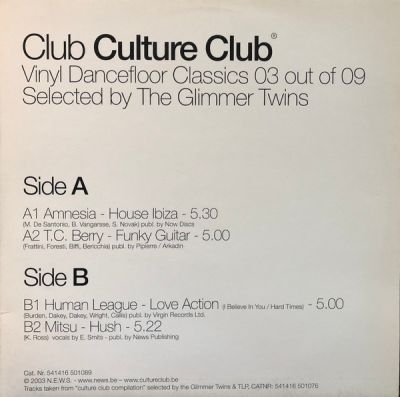 Club Culture Club®
Vinyl Dancefloor Classics 03 out of 09
Selected by The Glimmer Twins
Side A
A1 Amnesia - House Ibiza - 5.30
(M. De Santonio, B. Vangarsse, S. Novak) publ. by Now Discs
A2 T.C. Berry - Funky Guitar - 5.00
(Frattini, Foresti, Biffi, Benochia) publ. by Pipierre / Arkadin
Side B
B1 Human League - Love Action (I Believe In You / Hard Times) - 5.00
(Burden, Oakey, Oakey, Wright, Callis) publ. by Virgin Records Ltd.
B2 Mitsu - Hush - 5.22
(K. Ross) vocals by E. Smits - publ. by News Publishing
Cat. Nr. 541416 501089
© 2003 N.E.W.S. - www.news.be – www.cultureclub.be
Tracks taken from "culture club compilation" selected by the Glimmer Twins & TLP, CATNR: 541416 501076